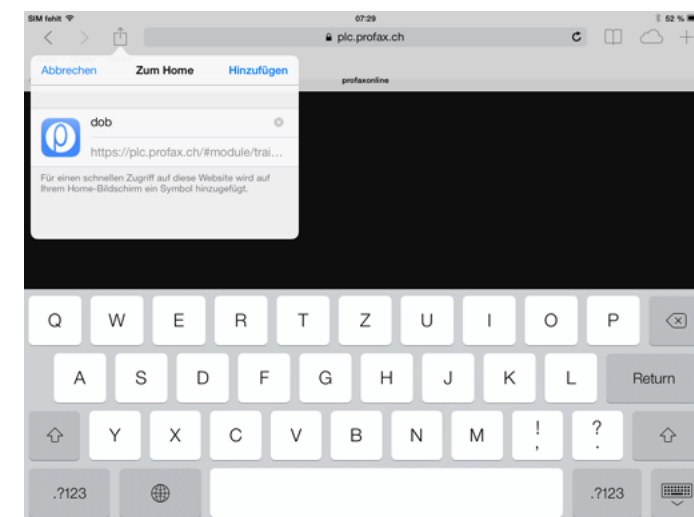 SIM fehlt 07:29 52 %
plc.profax.ch
Abbrechen Zum Home Hinzufügen
profaxonline
dob
https://plc.profax.ch/#module/trai...
Für einen schnellen Zugriff auf diese Website wird auf
Ihrem Home-Bildschirm ein Symbol hinzugefügt.
Q W E R T Z U I O P
A S D F G H J K L Return
Y X C V B N M ! , ? .
.?123 .?123